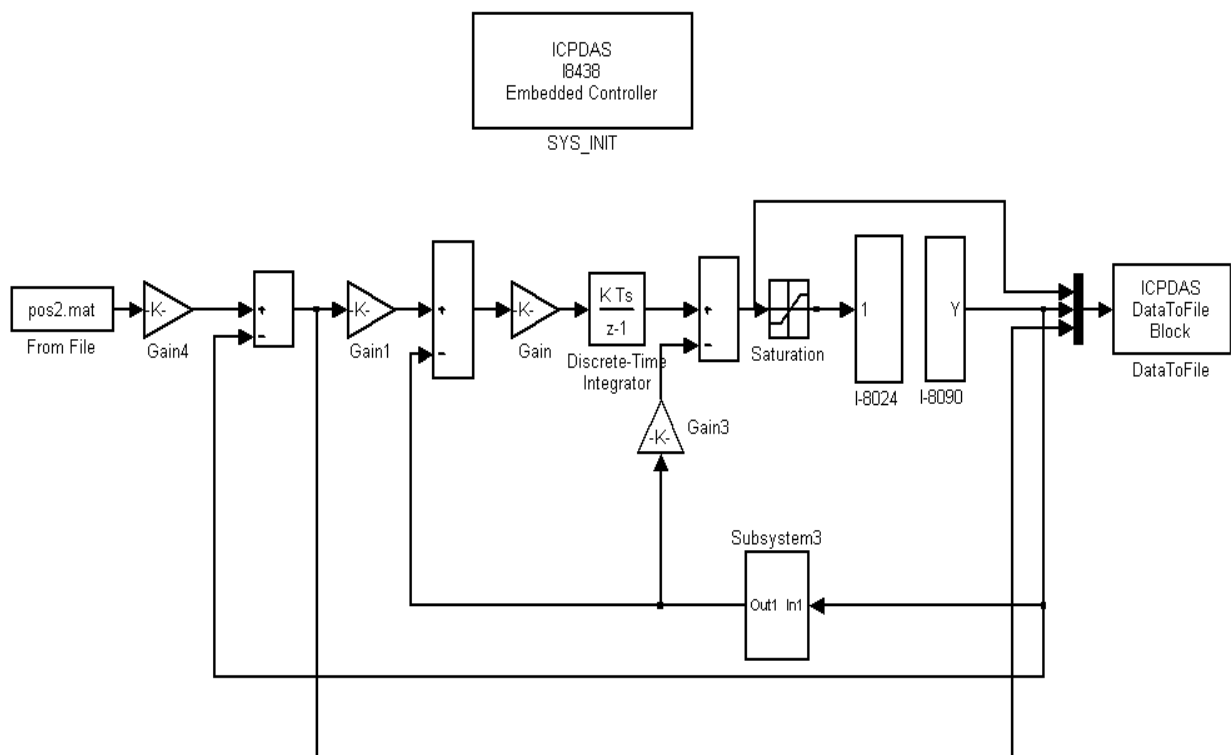 ICPDAS
I8438
Embedded Controller
SYS_INIT
pos2.mat
From File
-K-
Gain4
+
-
-K-
Gain1
+
-
-K-
Gain
K Ts
z-1
Discrete-Time
Integrator
+
-
-K-
Gain3
Saturation
1
I-8024
Y
I-8090
ICPDAS
DataToFile
Block
DataToFile
Subsystem3
Out1 In1